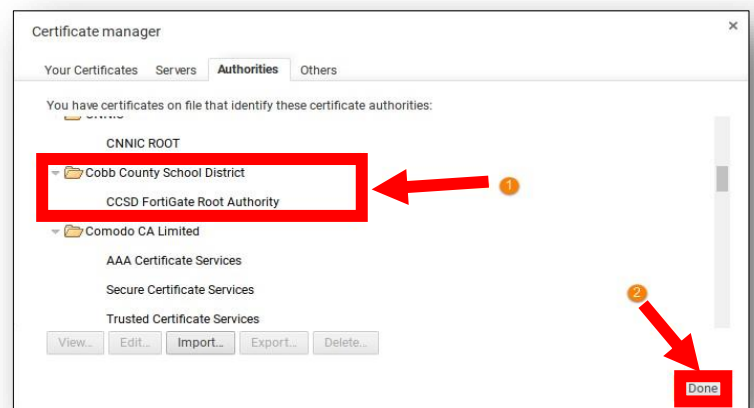 Certificate manager
×
Your Certificates Servers Authorities Others
You have certificates on file that identify these certificate authorities:
CNNIC
CNNIC ROOT
Cobb County School District
CCSD FortiGate Root Authority
1
Comodo CA Limited
AAA Certificate Services
Secure Certificate Services
2
Trusted Certificate Services
View... Edit... Import... Export... Delete...
Done